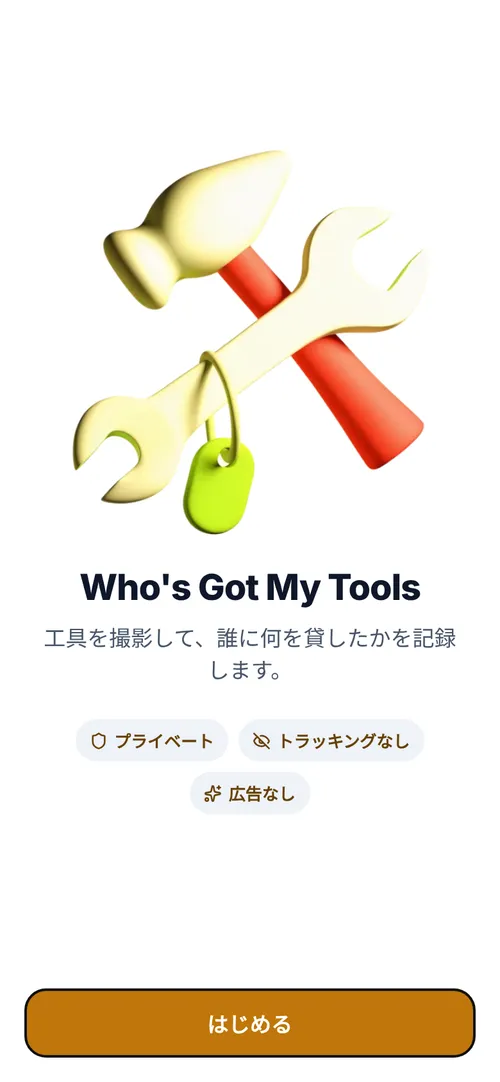 Who's Got My Tools
工具を撮影して、誰に何を貸したかを記録
します。
プライベート
トラッキングなし
広告なし
はじめる